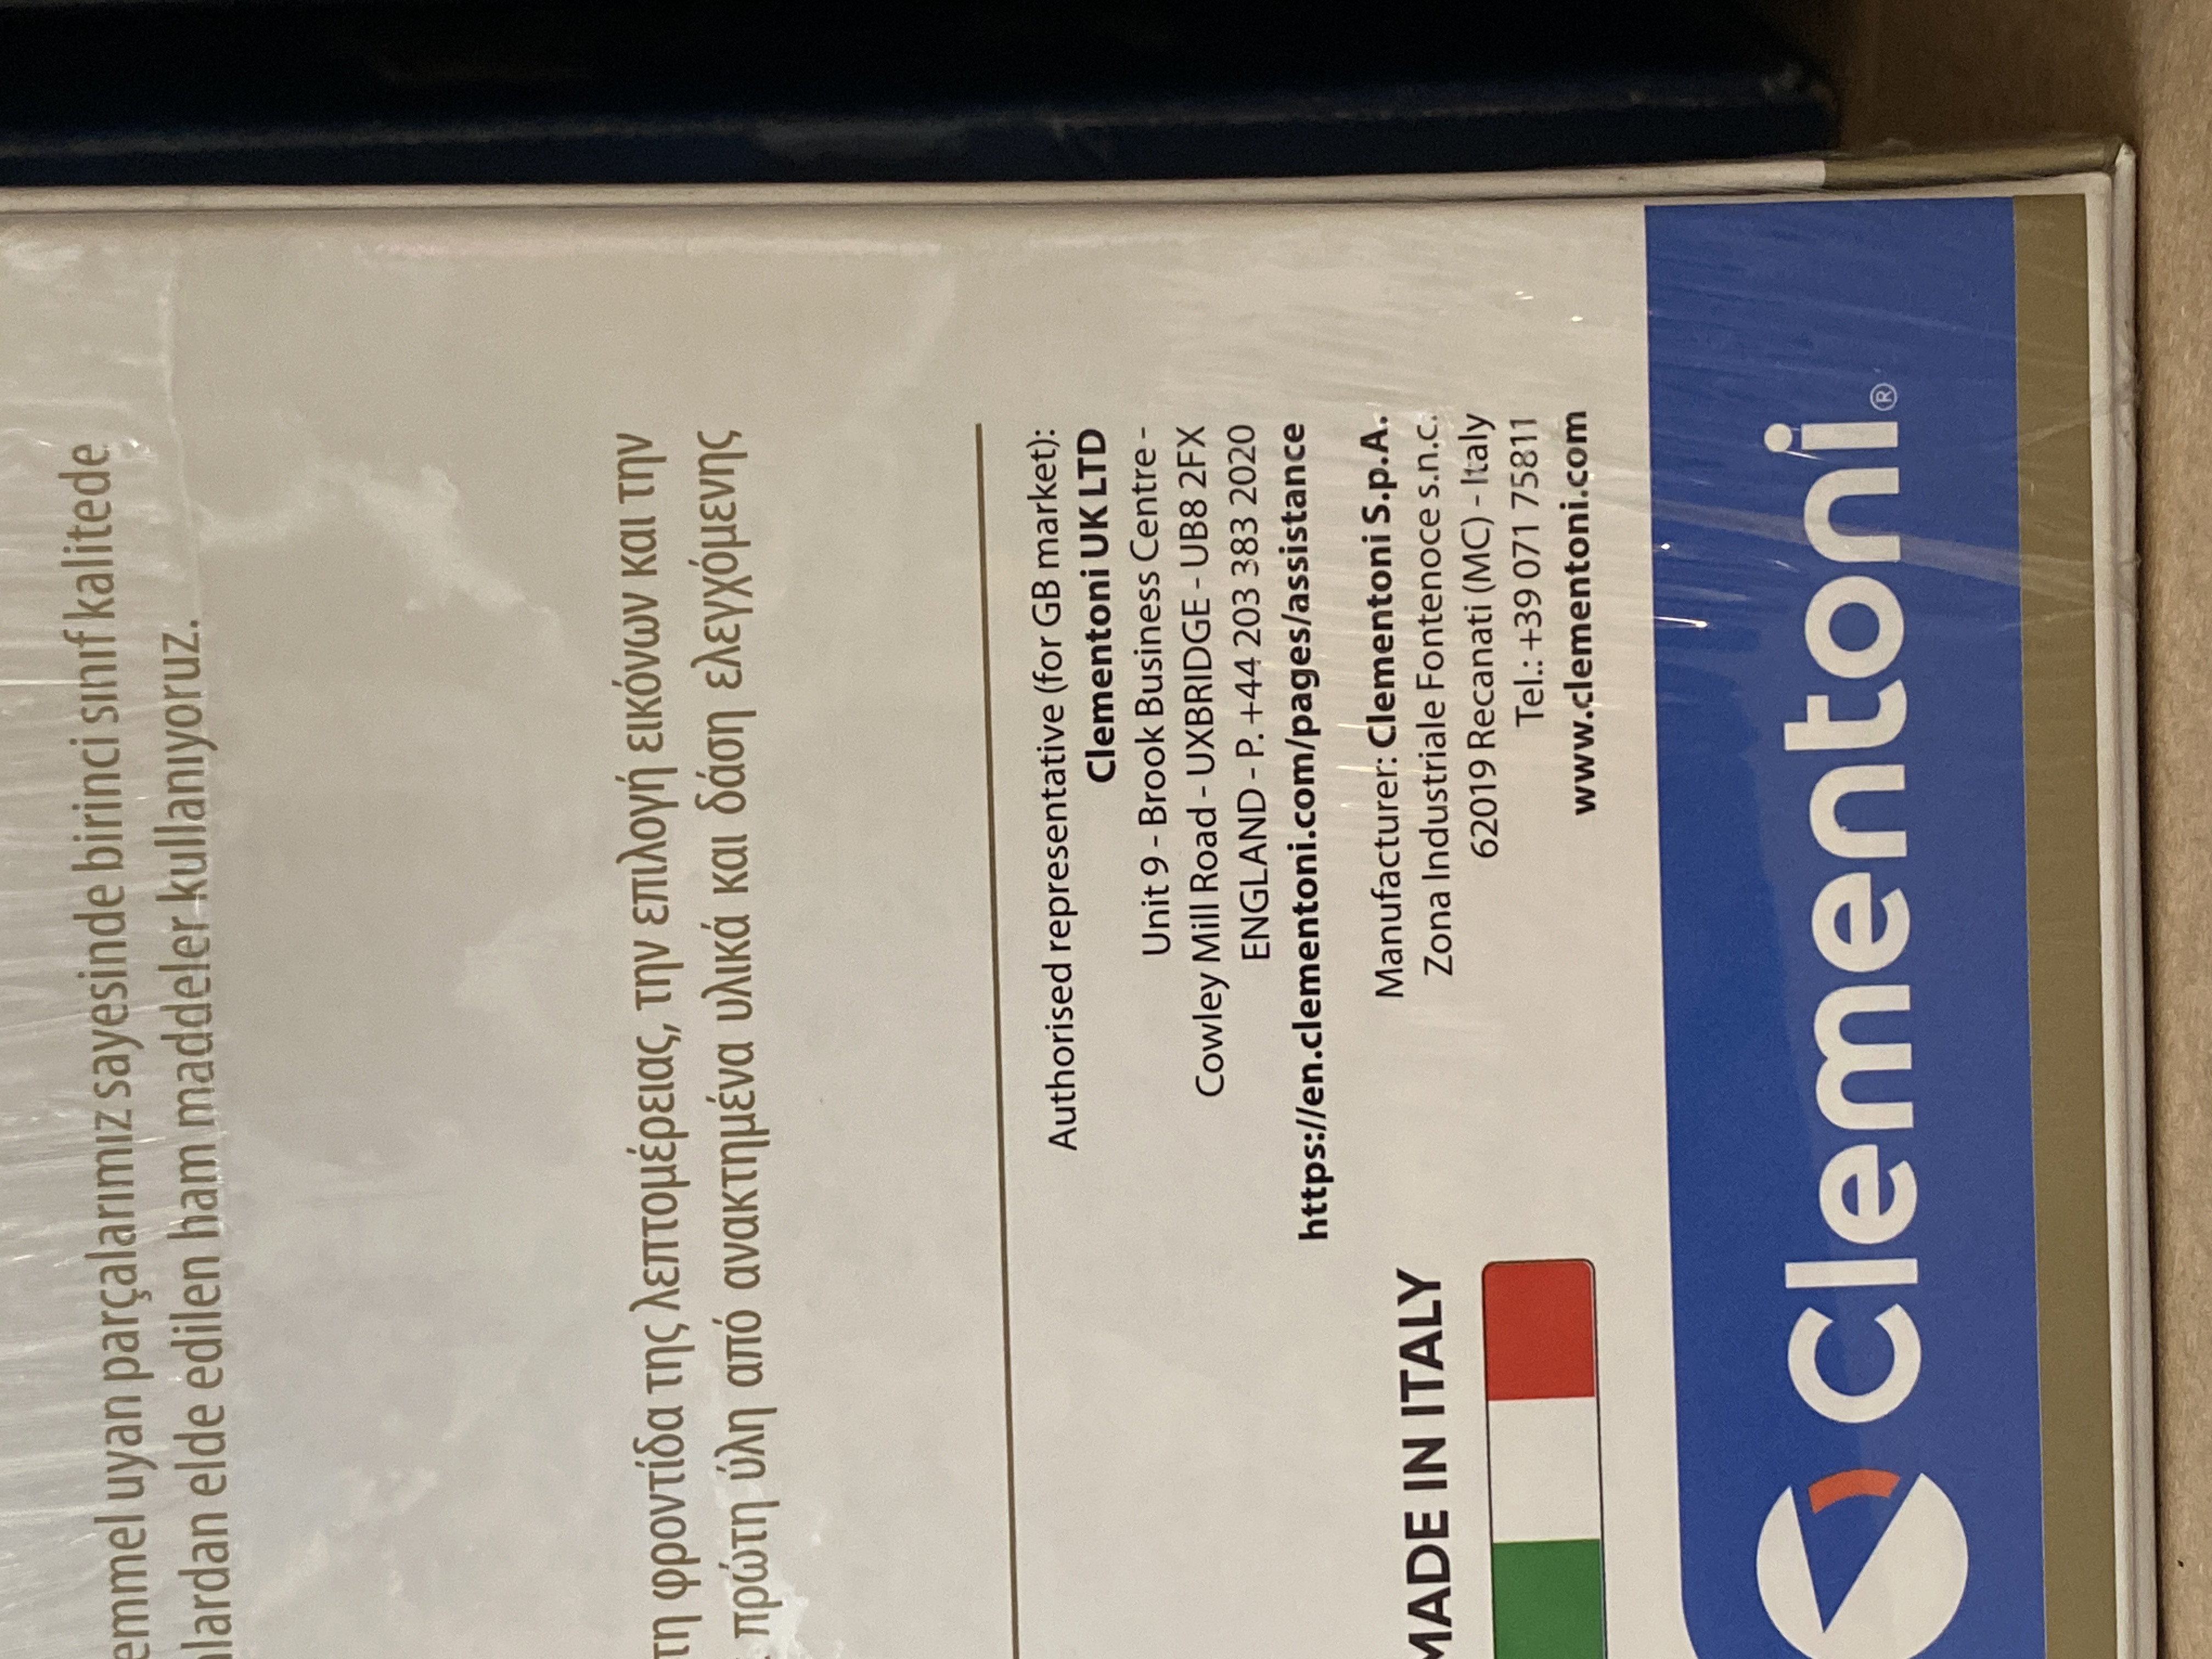 emmel uyan parçalarımız sayesinde birinci sınıf kalitede
lardan elde edilen ham maddeler kullanıyoruz.
τη φροντίδα της λεπτομέρειας, την επιλογή εικόνων και την
πρώτη ύλη από ανακτημένα υλικά και δάση ελεγχόμενης
Authorised representative (for GB market):
Clementoni UK LTD
Unit 9 - Brook Business Centre -
Cowley Mill Road - UXBRIDGE - UB8 2FX
ENGLAND - P. +44 203 383 2020
https://en.clementoni.com/pages/assistance
Manufacturer: Clementoni S.p.A.
Zona Industriale Fontenoce s.n.c.
62019 Recanati (MC) - Italy
Tel.: +39 071 75811
www.clementoni.com
MADE IN ITALY
Clementoni®